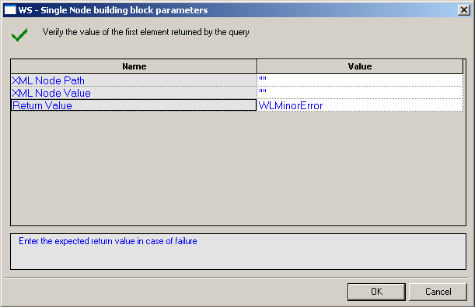 WS - Single Node building block parameters
Verify the value of the first element returned by the query
Name Value
XML Node Path ""
XML Node Value ""
Return Value WLMinorError
Enter the expected return value in case of failure
OK Cancel